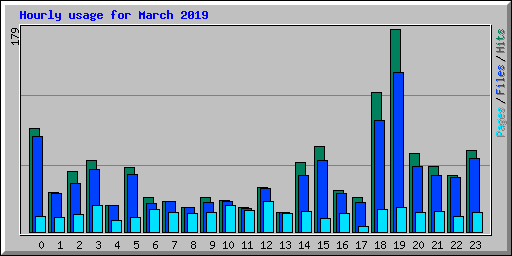 Hourly usage for March 2019
179
Pages/Files/Hits
0 1 2 3 4 5 6 7 8 9 10 11 12 13 14 15 16 17 18 19 20 21 22 23